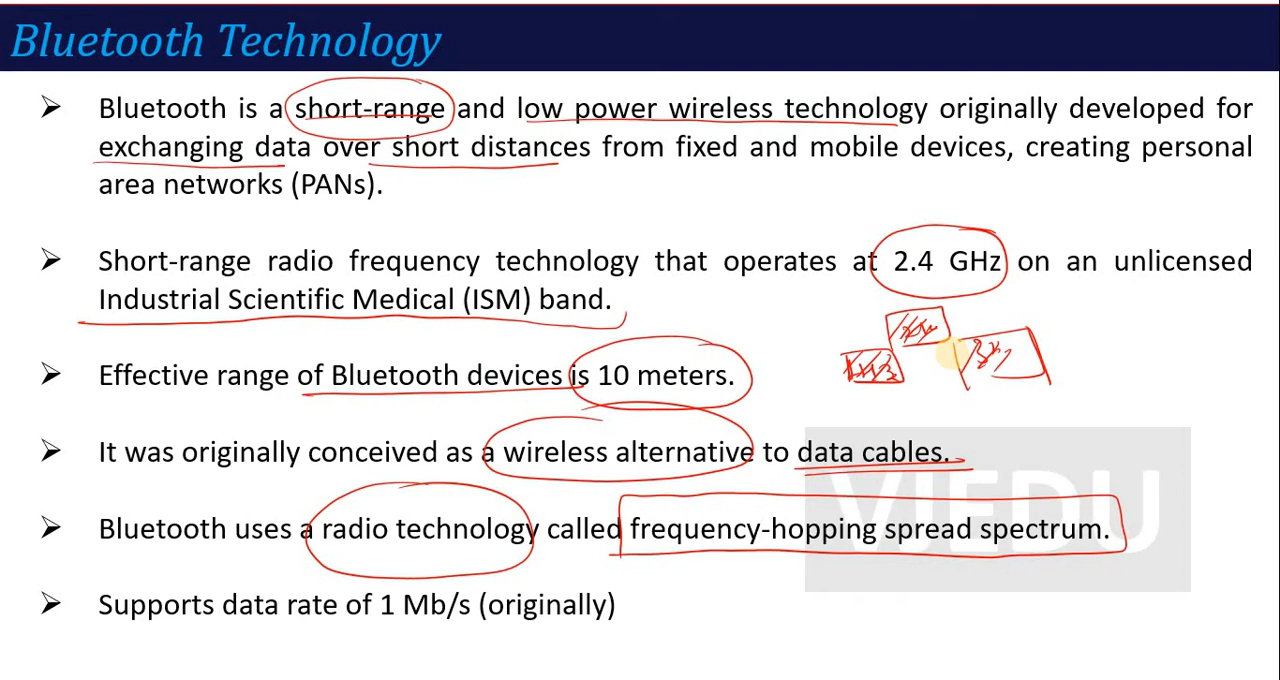 Bluetooth Technology
➤ Bluetooth is a short-range and low power wireless technology originally developed for
exchanging data over short distances from fixed and mobile devices, creating personal
area networks (PANs).
➤ Short-range radio frequency technology that operates at 2.4 GHz on an unlicensed
Industrial Scientific Medical (ISM) band.
➤ Effective range of Bluetooth devices is 10 meters.
➤ It was originally conceived as a wireless alternative to data cables.
➤ Bluetooth uses a radio technology called frequency-hopping spread spectrum.
➤ Supports data rate of 1 Mb/s (originally)
VJEDU